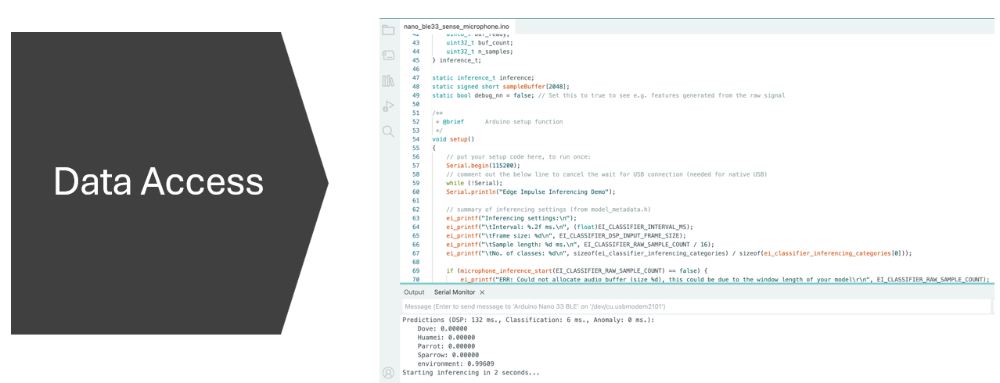 Data Access
nano_ble33_sense_microphone.ino
42 uint8_t buf_ready;
43 uint32_t buf_count;
44 uint32_t n_samples;
45 } inference_t;
46
47 static inference_t inference;
48 static signed short sampleBuffer[2048];
49 static bool debug_nn = false; // Set this to true to see e.g. features generated from the raw signal
50
51 /**
52 * @brief Arduino setup function
53 */
54 void setup()
55 {
56 // put your setup code here, to run once:
57 Serial.begin(115200);
58 // comment out the below line to cancel the wait for USB connection (needed for native USB)
59 while (!Serial);
60 Serial.println("Edge Impulse Inferencing Demo");
61
62 // summary of inferencing settings (from model_metadata.h)
63 ei_printf("Inferencing settings:\n");
64 ei_printf("\tInterval: %.2f ms.\n", (float)EI_CLASSIFIER_INTERVAL_MS);
65 ei_printf("\tFrame size: %d\n", EI_CLASSIFIER_DSP_INPUT_FRAME_SIZE);
66 ei_printf("\tSample length: %d ms.\n", EI_CLASSIFIER_RAW_SAMPLE_COUNT / 16);
67 ei_printf("\tNo. of classes: %d\n", sizeof(ei_classifier_inferencing_categories) / sizeof(ei_classifier_inferencing_categories[0]));
68
69 if (microphone_inference_start(EI_CLASSIFIER_RAW_SAMPLE_COUNT) == false) {
70 ei_printf("ERR: Could not allocate audio buffer (size %d), this could be due to the window length of your model\r\n", EI_CLASSIFIER_RAW_SAMPLE_COUNT);
Output Serial Monitor ×
Message (Enter to send message to 'Arduino Nano 33 BLE' on '/dev/cu.usbmodem2101')
Predictions (DSP: 132 ms., Classification: 6 ms., Anomaly: 0 ms.):
Dove: 0.00000
Huamei: 0.00000
Parrot: 0.00000
Sparrow: 0.00000
environment: 0.99609
Starting inferencing in 2 seconds...